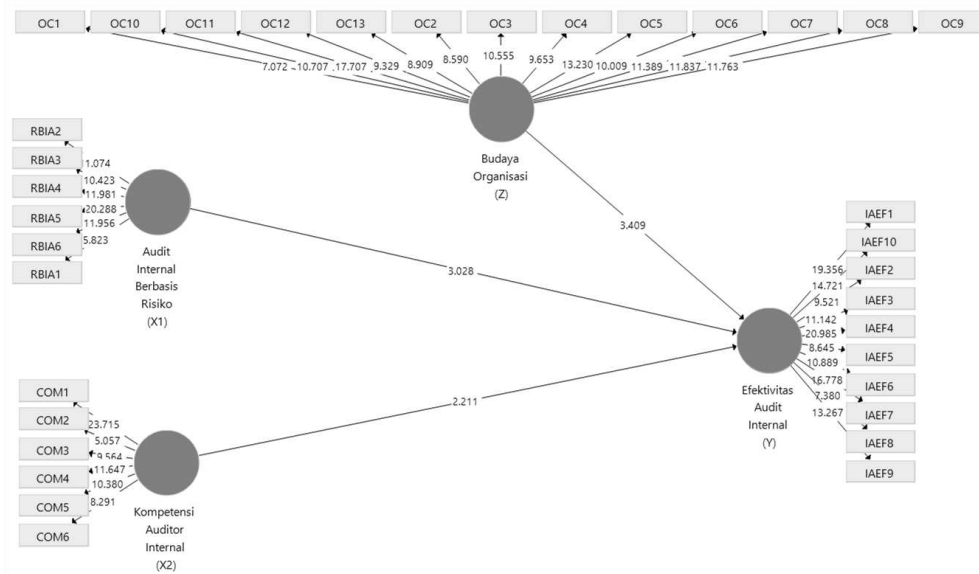 OC1 OC10 OC11 OC12 OC13 OC2 OC3 OC4 OC5 OC6 OC7 OC8 OC9
7.072 10.707 17.707 9.329 8.909 8.590 10.555 9.653 13.230 10.009 11.389 11.837 11.763
Budaya
Organisasi
(Z)
RBIA2
RBIA3
RBIA4
RBIA5
RBIA6
RBIA1
10.423
11.981
20.288
11.956
5.823
Audit
Internal
Berbasis
Risiko
(X1)
3.409
3.028
2.211
COM1
COM2
COM3
COM4
COM5
COM6
23.715
5.057
9.564
11.647
10.380
8.291
Kompetensi
Auditor
Internal
(X2)
Efektivitas
Audit
Internal
(Y)
19.356
14.721
9.521
11.142
20.985
8.645
10.889
16.778
7.380
13.267
IAEF1
IAEF10
IAEF2
IAEF3
IAEF4
IAEF5
IAEF6
IAEF7
IAEF8
IAEF9